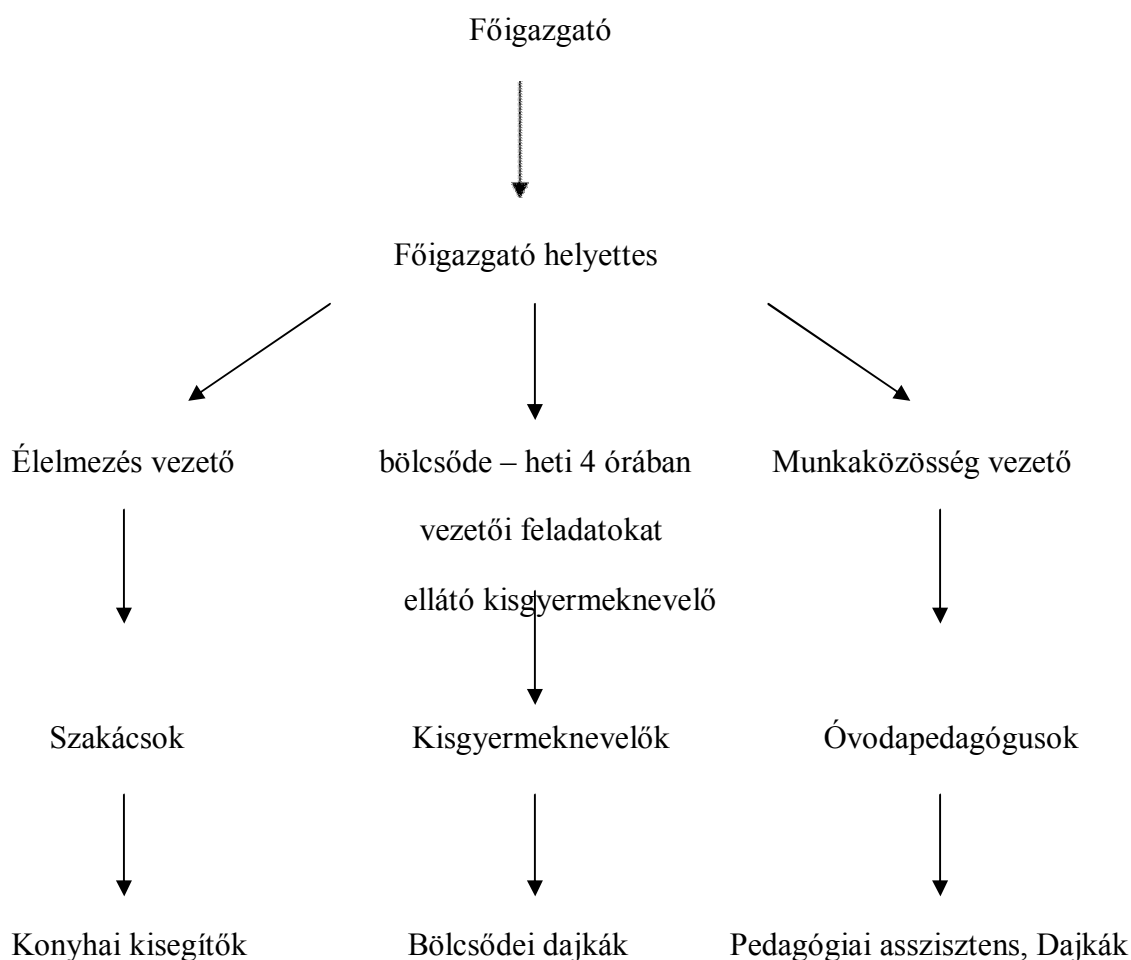 Főigazgató
Főigazgató helyettes
Élelmezés vezető
bölcsőde – heti 4 órában
vezetői feladatokat
ellátó kisgyermeknevelő
Munkaközösség vezető
Szakácsok
Kisgyermeknevelők
Óvodapedagógusok
Konyhai kisegítők
Bölcsődei dajkák
Pedagógiai asszisztens, Dajkák